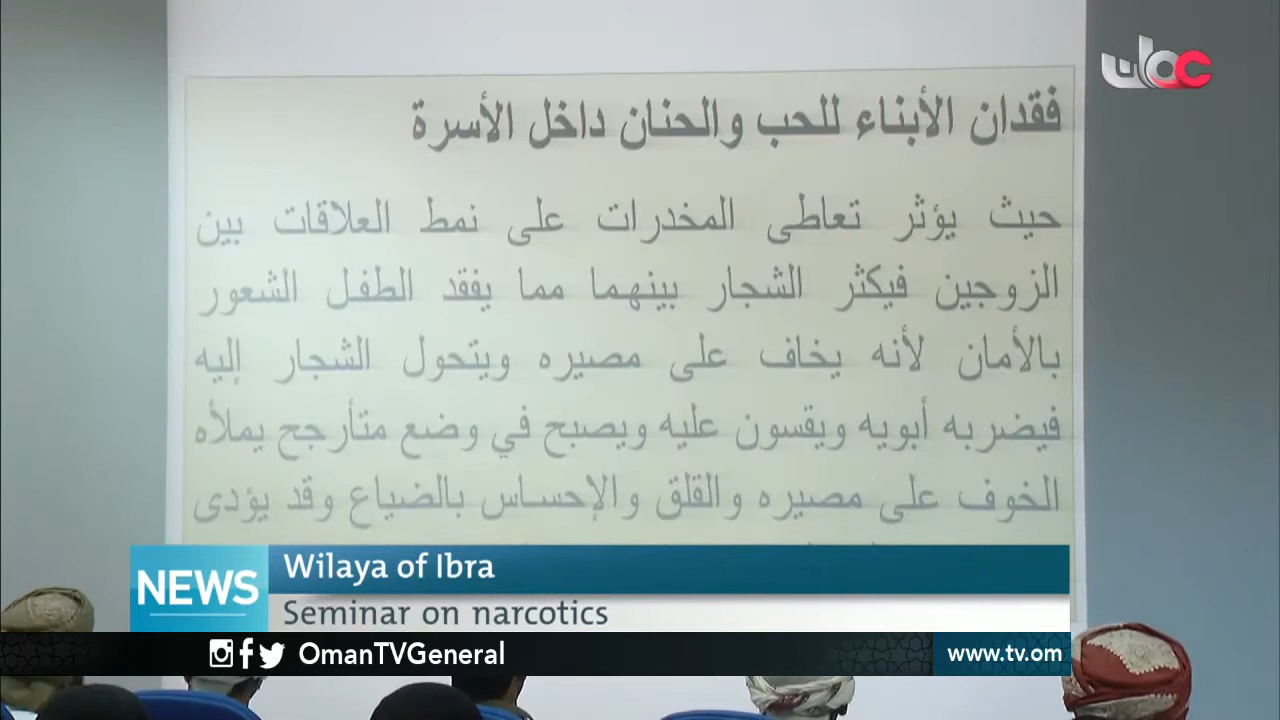 عمان
فقدان الأبناء للحب والحنان داخل الأسرة
حيث يؤثر تعاطى المخدرات على نمط العلاقات بين
الزوجين فيكثر الشجار بينهما مما يفقد الطفل الشعور
بالأمان لأنه يخاف على مصيره ويتحول الشجار إليه
فيضربه أبويه ويقسون عليه ويصبح في وضع متأرجح يملأه
الخوف على مصيره والقلق والإحساس بالضياع وقد يؤدى
NEWS
Wilaya of Ibra
Seminar on narcotics
OmanTVGeneral
www.tv.om